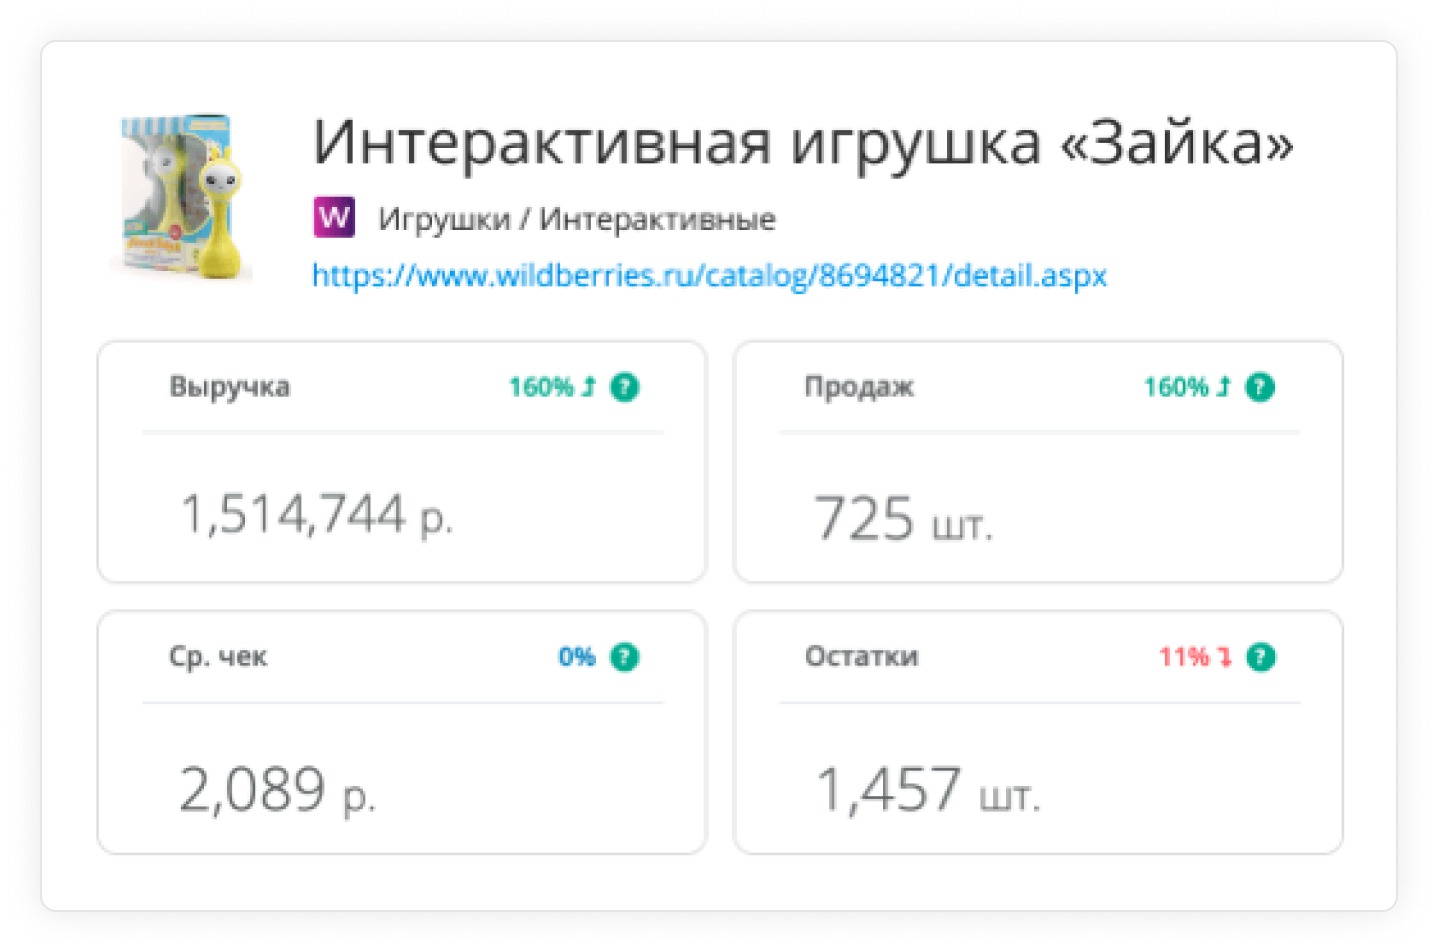 Интерактивная игрушка «Зайка»
W Игрушки / Интерактивные
https://www.wildberries.ru/catalog/8694821/detail.aspx
Выручка 160% ⤴ ?
1,514,744 р.
Продаж 160% ⤴ ?
725 шт.
Ср. чек 0% ?
2,089 р.
Остатки 11% ⤵ ?
1,457 шт.